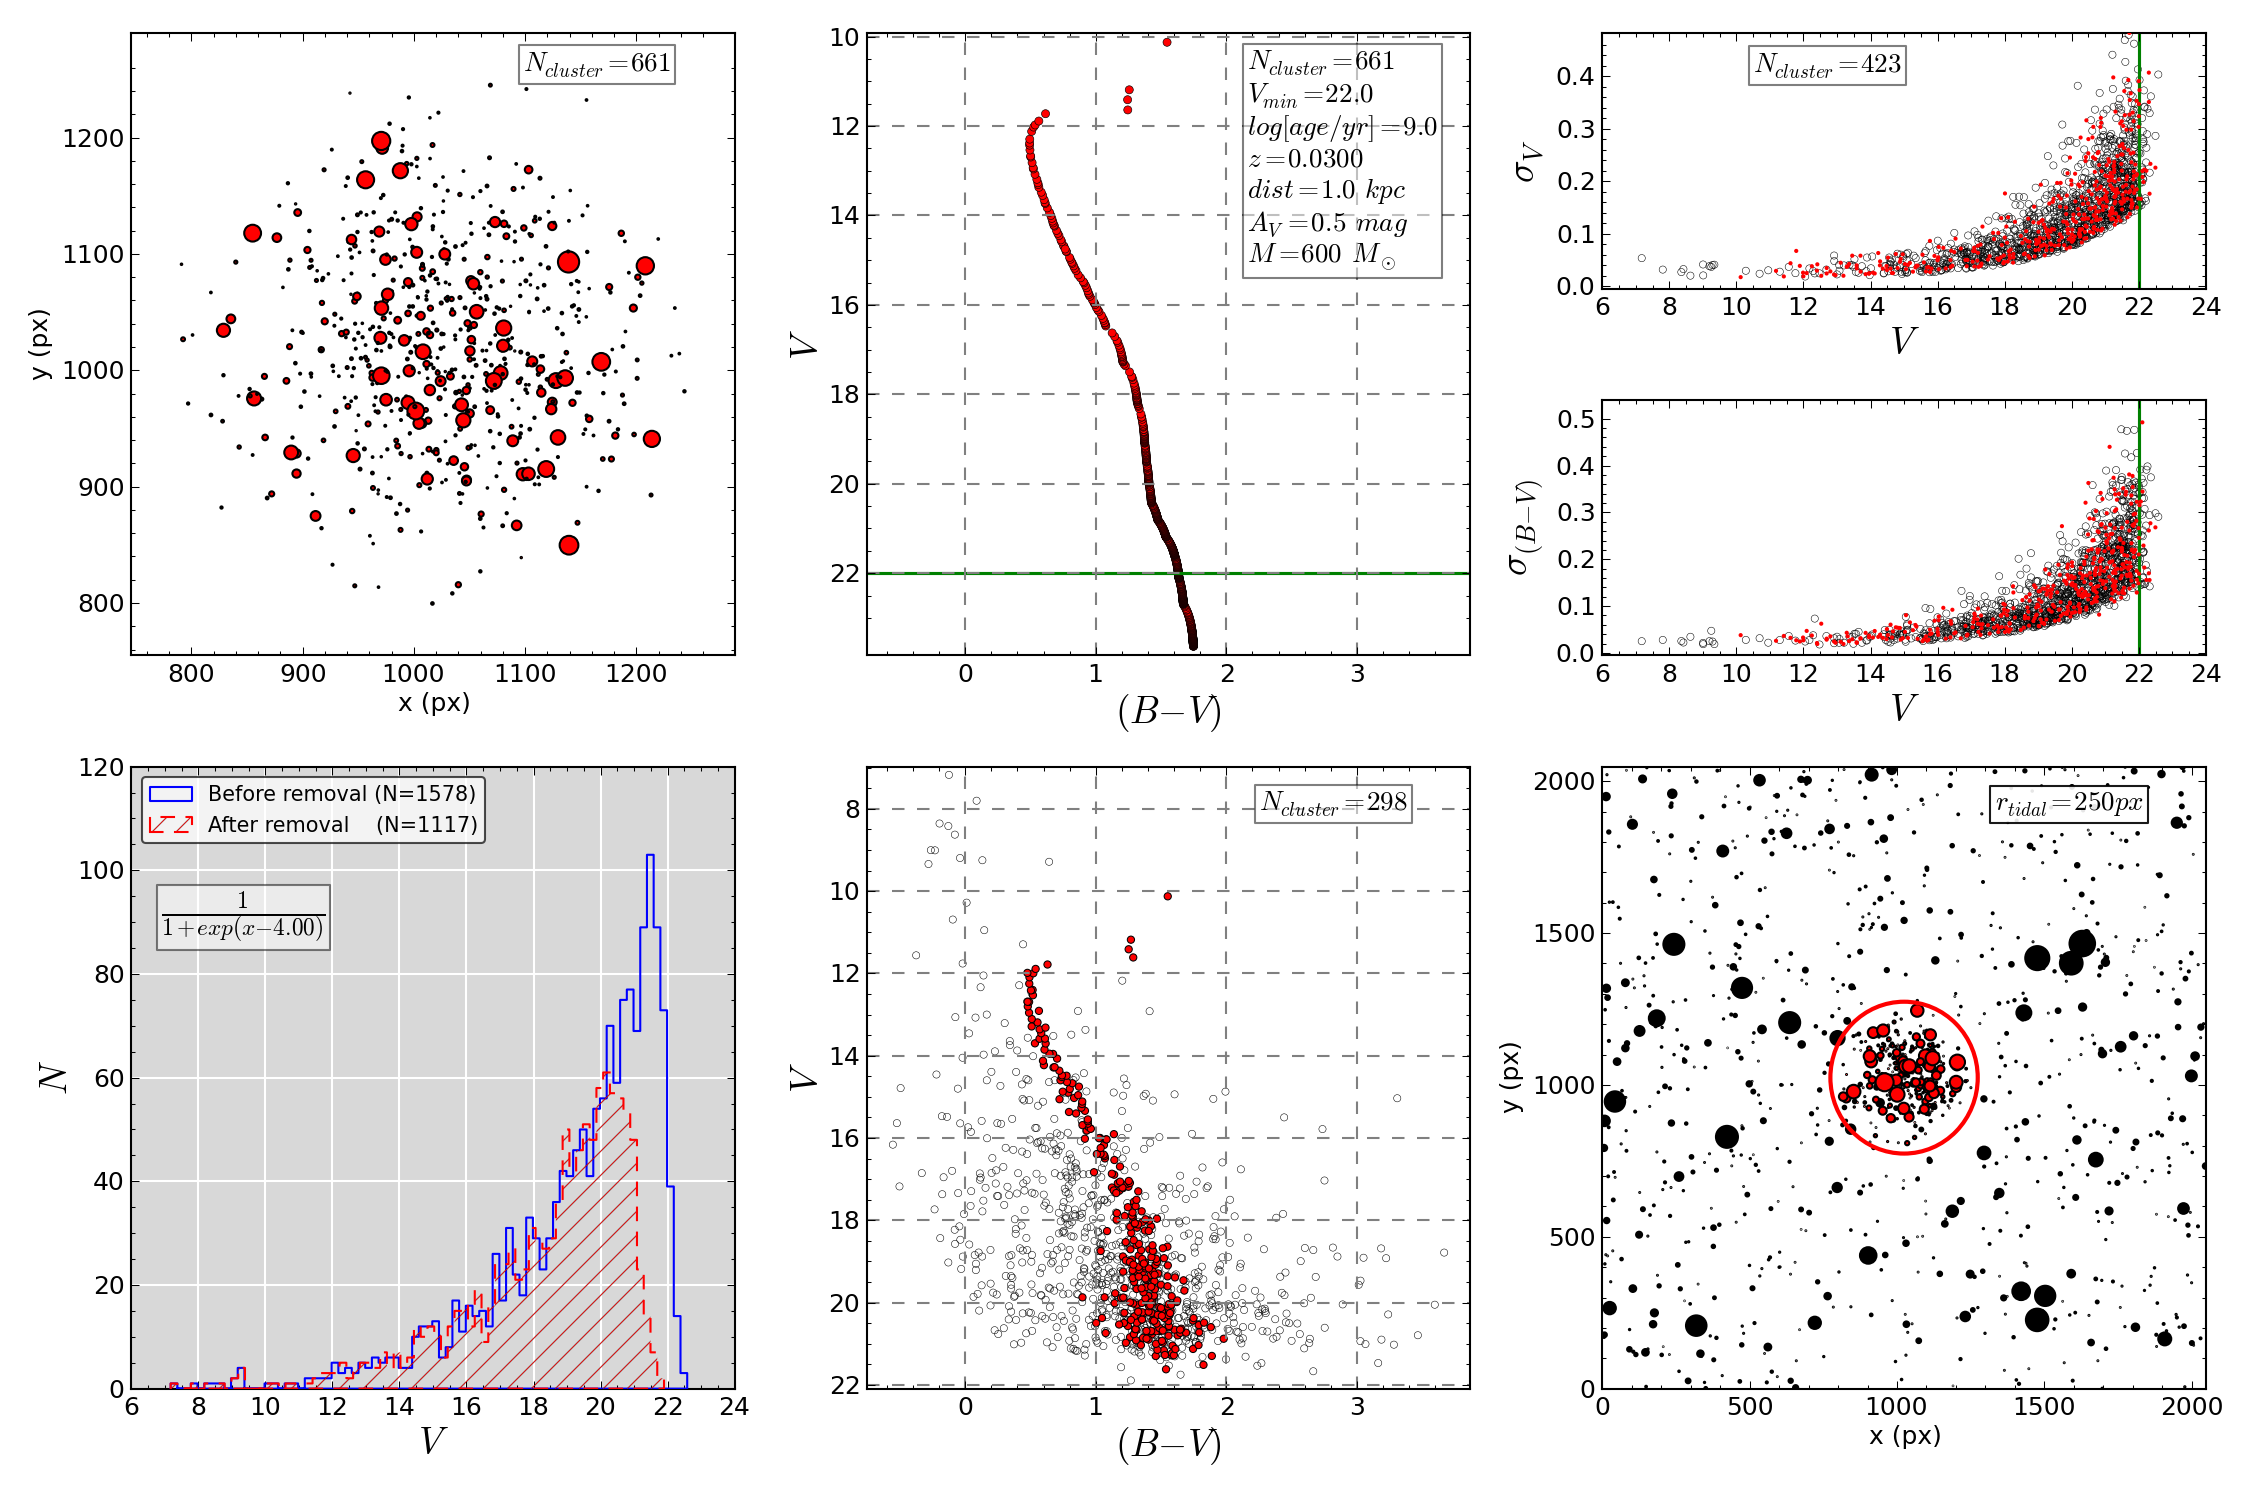 N_cluster=661
1200
1100
1000
900
800
y (px)
800 900 1000 1100 1200
x (px)
10
12
14
16
18
20
22
V
0 1 2 3
(B−V)
N_cluster=661
V_min=22.0
log[age/yr]=9.0
z=0.0300
dist=1.0 kpc
A_V=0.5 mag
M=600 M_⊙
N_cluster=423
0.4
0.3
0.2
0.1
0.0
σ_V
6 8 10 12 14 16 18 20 22 24
V
0.5
0.4
0.3
0.2
0.1
0.0
σ_(B−V)
6 8 10 12 14 16 18 20 22 24
V
120
100
80
60
40
20
0
N
Before removal (N=1578)
After removal (N=1117)
1
1+exp(x−4.00)
6 8 10 12 14 16 18 20 22 24
V
N_cluster=298
8
10
12
14
16
18
20
22
V
0 1 2 3
(B−V)
r_tidal=250px
2000
1500
1000
500
0
y (px)
0 500 1000 1500 2000
x (px)